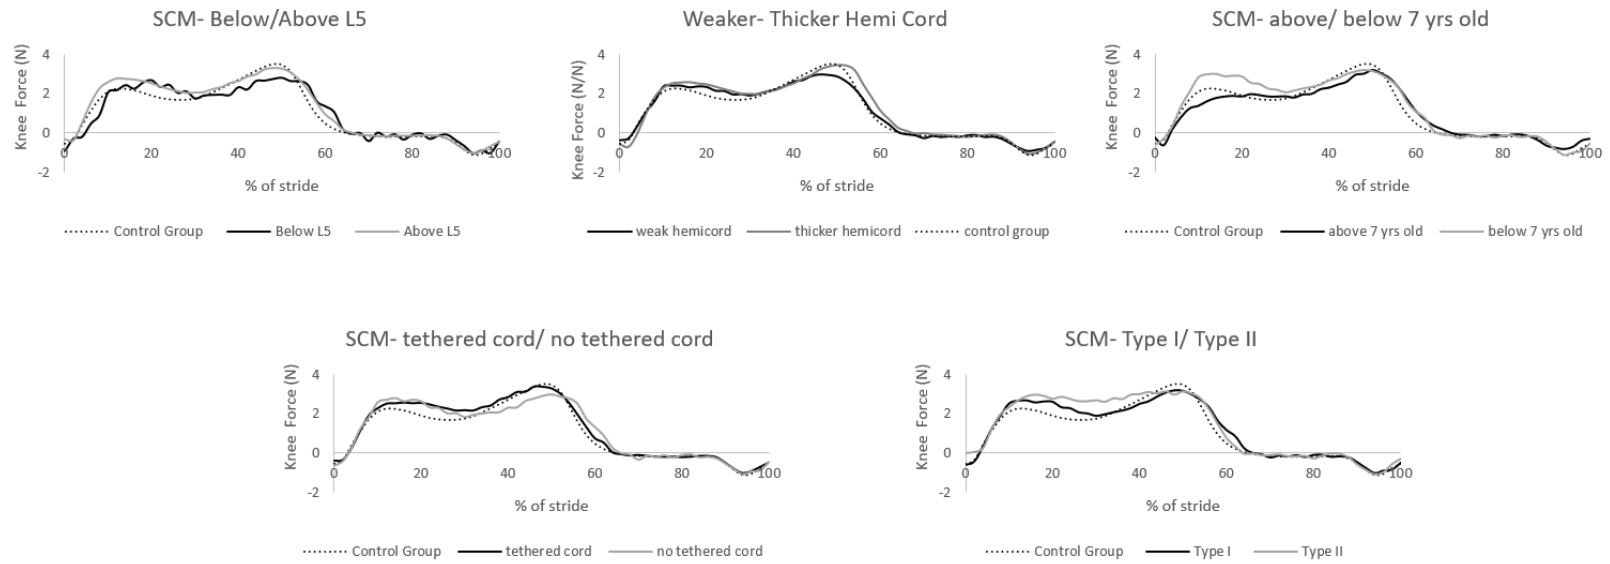 SCM- Below/Above L5
Knee Force (N)
4
2
0
-2
0
20
40
60
80
100
% of stride
Control Group
Below L5
Above L5
Weaker- Thicker Hemi Cord
Knee Force (N/N)
4
2
0
-2
0
20
40
60
80
100
% of stride
weak hemicord
thicker hemicord
control group
SCM- above/ below 7 yrs old
Knee Force (N)
4
2
0
-2
0
20
40
60
80
100
% of stride
Control Group
above 7 yrs old
below 7 yrs old
SCM- tethered cord/ no tethered cord
Knee Force (N)
4
2
0
-2
0
20
40
60
80
100
% of stride
Control Group
tethered cord
no tethered cord
SCM- Type I/ Type II
Knee Force (N)
4
2
0
-2
0
20
40
60
80
100
% of stride
Control Group
Type I
Type II